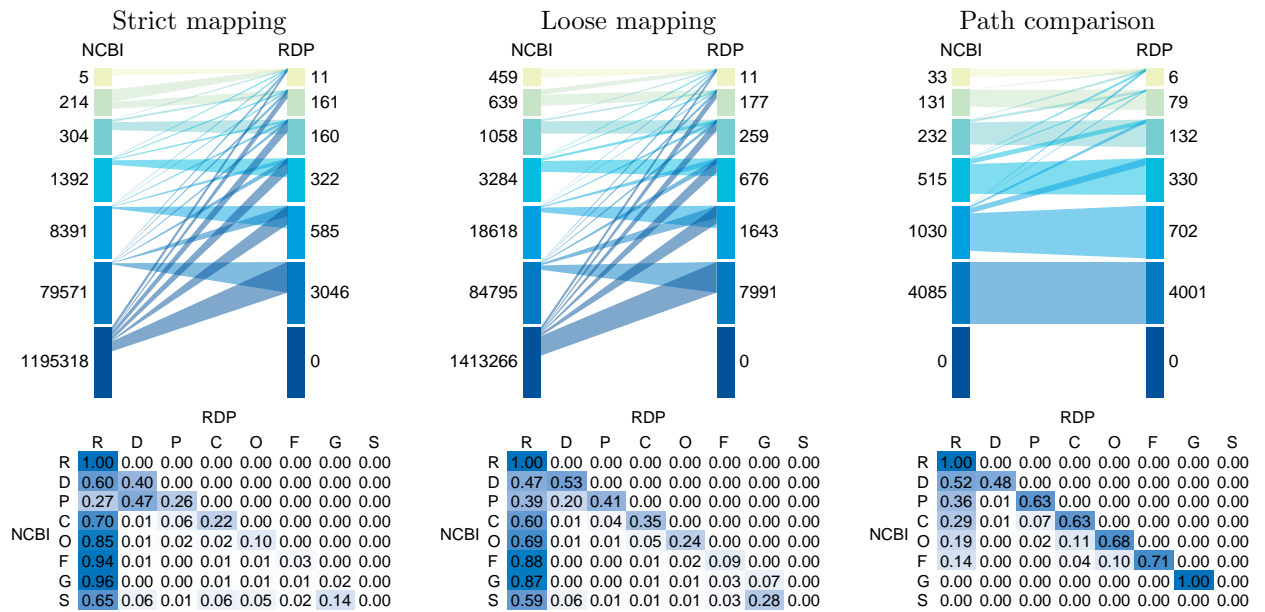 Strict mapping
NCBI RDP
5 11
214 161
304 160
1392 322
8391 585
79571 3046
1195318 0
Loose mapping
NCBI RDP
459 11
639 177
1058 259
3284 676
18618 1643
84795 7991
1413266 0
Path comparison
NCBI RDP
33 6
131 79
232 132
515 330
1030 702
4085 4001
0 0
RDP
R D P C O F G S
R 1.00 0.00 0.00 0.00 0.00 0.00 0.00 0.00
D 0.60 0.40 0.00 0.00 0.00 0.00 0.00 0.00
P 0.27 0.47 0.26 0.00 0.00 0.00 0.00 0.00
C 0.70 0.01 0.06 0.22 0.00 0.00 0.00 0.00
NCBI
O 0.85 0.01 0.02 0.02 0.10 0.00 0.00 0.00
F 0.94 0.01 0.00 0.01 0.01 0.03 0.00 0.00
G 0.96 0.00 0.00 0.01 0.01 0.01 0.02 0.00
S 0.65 0.06 0.01 0.06 0.05 0.02 0.14 0.00
RDP
R D P C O F G S
R 1.00 0.00 0.00 0.00 0.00 0.00 0.00 0.00
D 0.47 0.53 0.00 0.00 0.00 0.00 0.00 0.00
P 0.39 0.20 0.41 0.00 0.00 0.00 0.00 0.00
C 0.60 0.01 0.04 0.35 0.00 0.00 0.00 0.00
NCBI
O 0.69 0.01 0.01 0.05 0.24 0.00 0.00 0.00
F 0.88 0.00 0.00 0.01 0.02 0.09 0.00 0.00
G 0.87 0.00 0.00 0.01 0.01 0.03 0.07 0.00
S 0.59 0.06 0.01 0.01 0.01 0.03 0.28 0.00
RDP
R D P C O F G S
R 1.00 0.00 0.00 0.00 0.00 0.00 0.00 0.00
D 0.52 0.48 0.00 0.00 0.00 0.00 0.00 0.00
P 0.36 0.01 0.63 0.00 0.00 0.00 0.00 0.00
C 0.29 0.01 0.07 0.63 0.00 0.00 0.00 0.00
NCBI
O 0.19 0.00 0.02 0.11 0.68 0.00 0.00 0.00
F 0.14 0.00 0.00 0.04 0.10 0.71 0.00 0.00
G 0.00 0.00 0.00 0.00 0.00 0.00 1.00 0.00
S 0.00 0.00 0.00 0.00 0.00 0.00 0.00 0.00